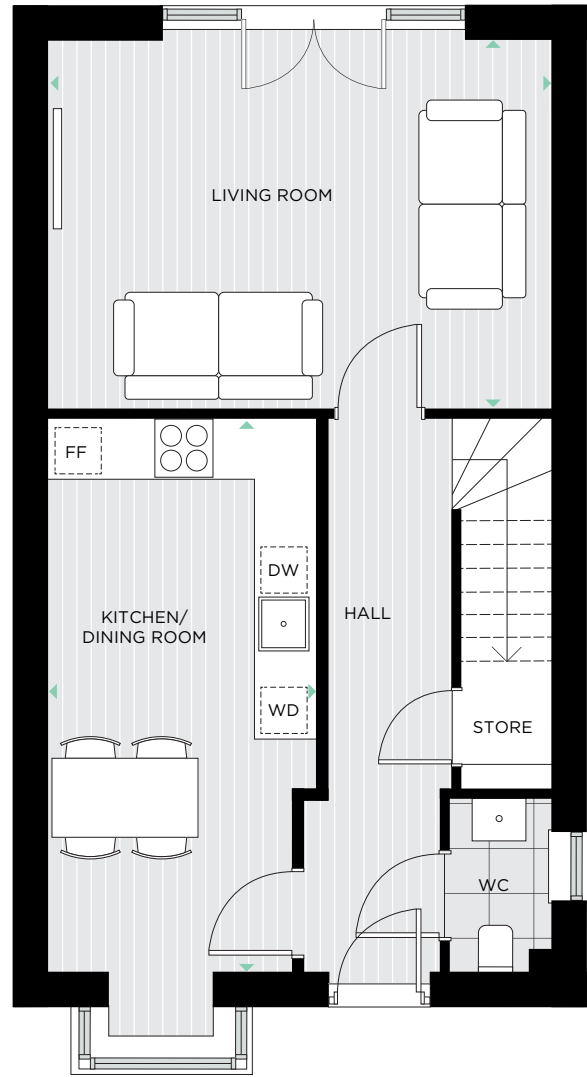 LIVING ROOM
FF
DW
KITCHEN/
DINING ROOM
HALL
WD
STORE
WC